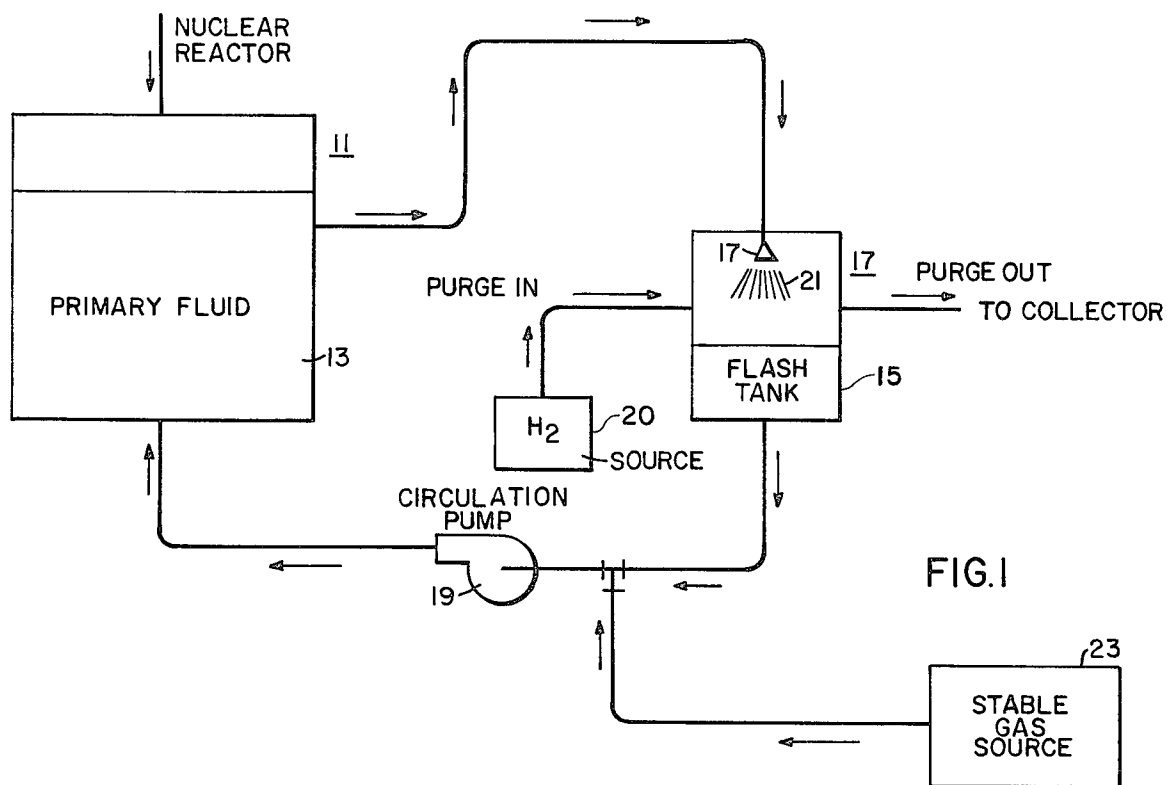 NUCLEAR
REACTOR
11
PRIMARY FLUID
13
17
21
17
PURGE IN
PURGE OUT
TO COLLECTOR
FLASH
TANK
15
H2
20
SOURCE
CIRCULATION
PUMP
19
FIG.1
23
STABLE
GAS
SOURCE